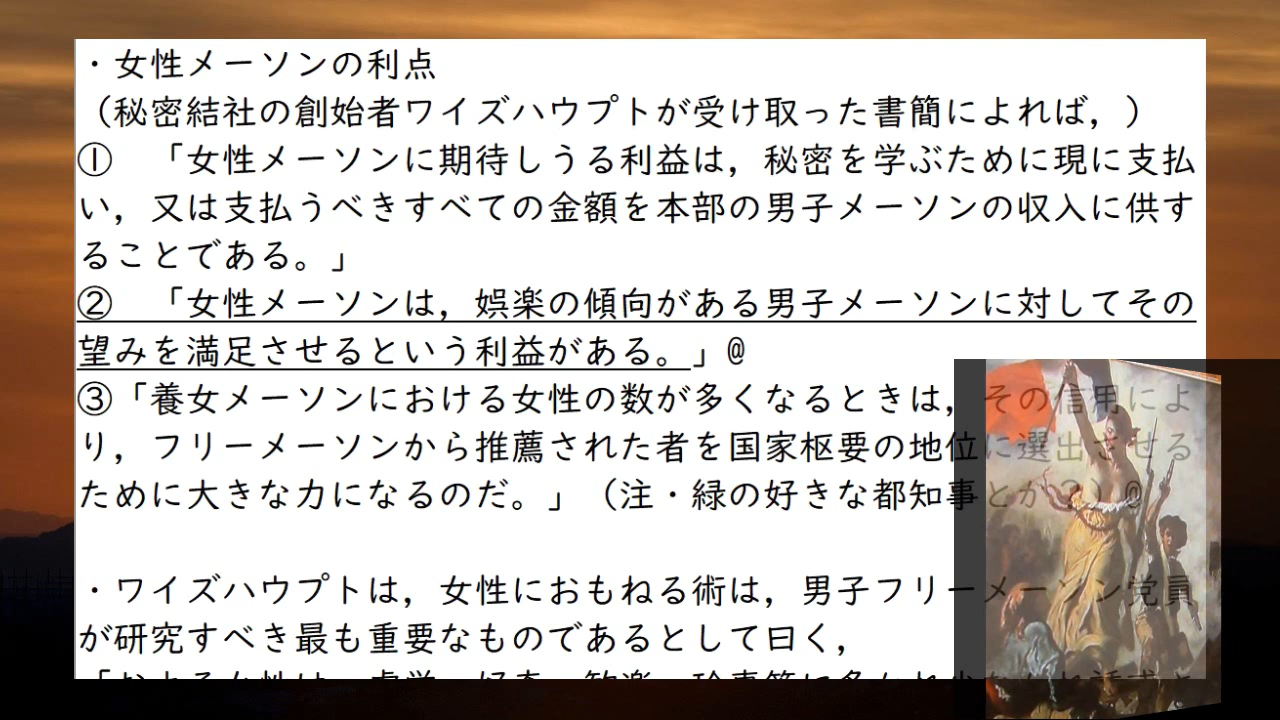 ・女性メーソンの利点
（秘密結社の創始者ワイズハウプトが受け取った書簡によれば，）
①　「女性メーソンに期待しうる利益は，秘密を学ぶために現に支払
い，又は支払うべきすべての金額を本部の男子メーソンの収入に供す
ることである。」
②　「女性メーソンは，娯楽の傾向がある男子メーソンに対してその
望みを満足させるという利益がある。」@
③「養女メーソンにおける女性の数が多くなるときは，その信用によ
り，フリーメーソンから推薦された者を国家枢要の地位に選出させる
ために大きな力になるのだ。」（注・緑の好きな都知事とか？）@
・ワイズハウプトは，女性におもねる術は，男子フリーメーソン党員
が研究すべき最も重要なものであるとして曰く，